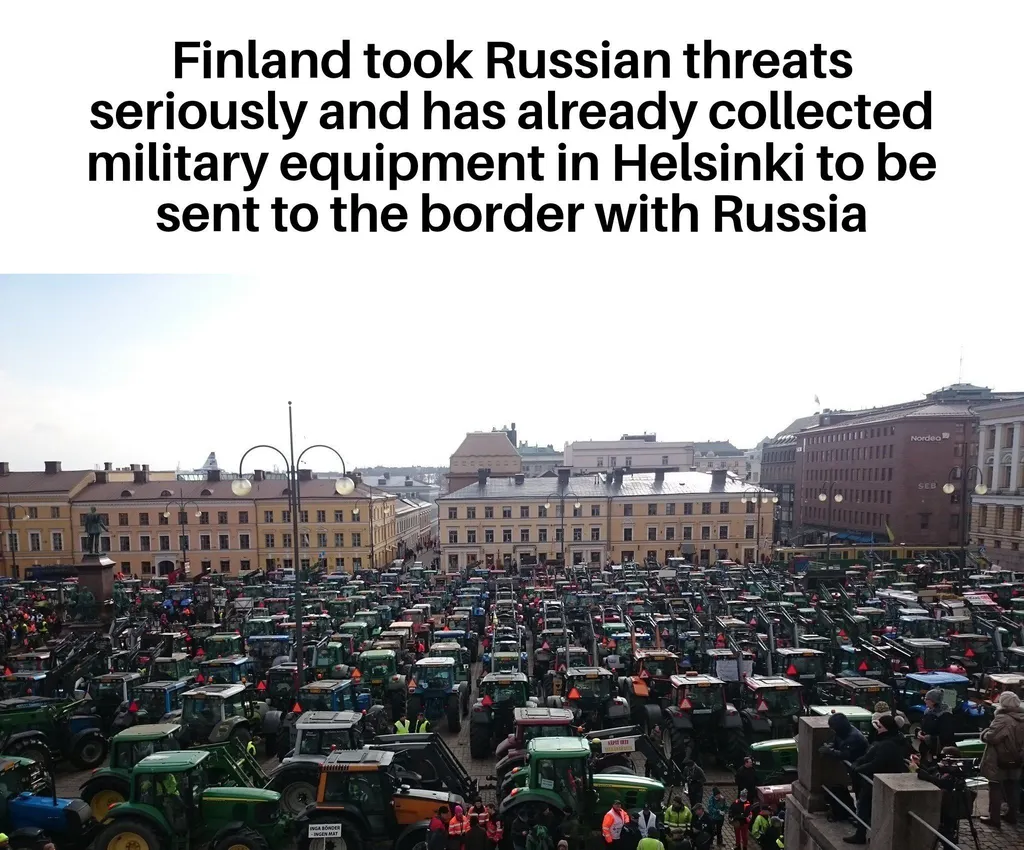 Finland took Russian threats
seriously and has already collected
military equipment in Helsinki to be
sent to the border with Russia
Nordea
SEB
INGA BÖNDER
INGEN MAT